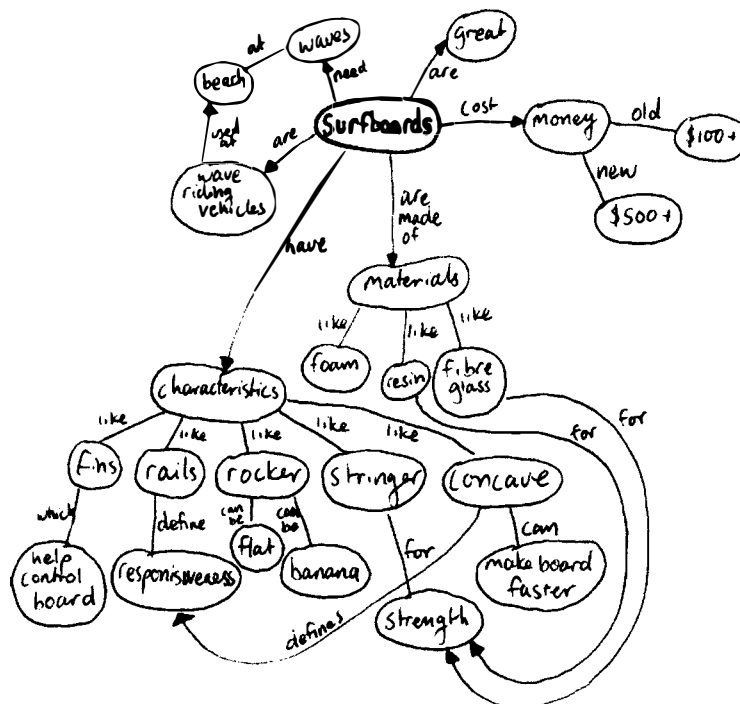 waves
great
at
beach
need
are
Surfboards
cost
money
old
$100+
used
at
are
wave
riding
vehicles
new
$500+
are
made
of
have
materials
like
like
like
foam
resin
fibre
glass
characteristics
for
for
like
like
like
like
like
fins
rails
rocker
stringer
concave
which
define
can
be
can
be
for
can
help
control
board
responisiveness
flat
banana
make board
faster
defines
strength